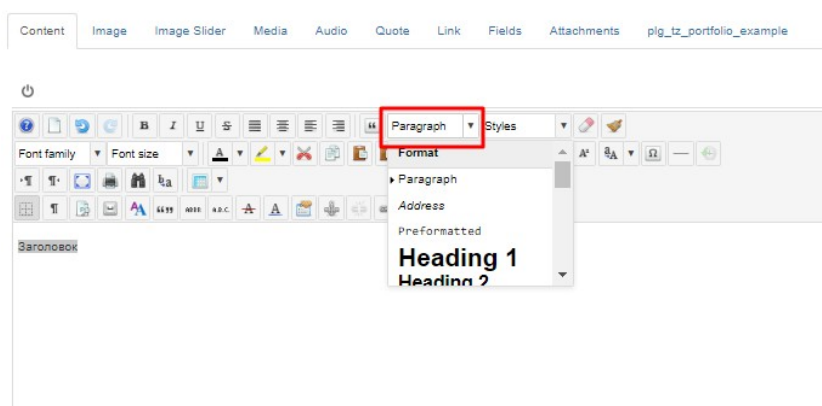 Content Image Image Slider Media Audio Quote Link Fields Attachments plg_tz_portfolio_example
B I U S Paragraph Styles
Font family Font size A Format
Paragraph
Address
Preformatted
Heading 1
Heading 2
Заголовок